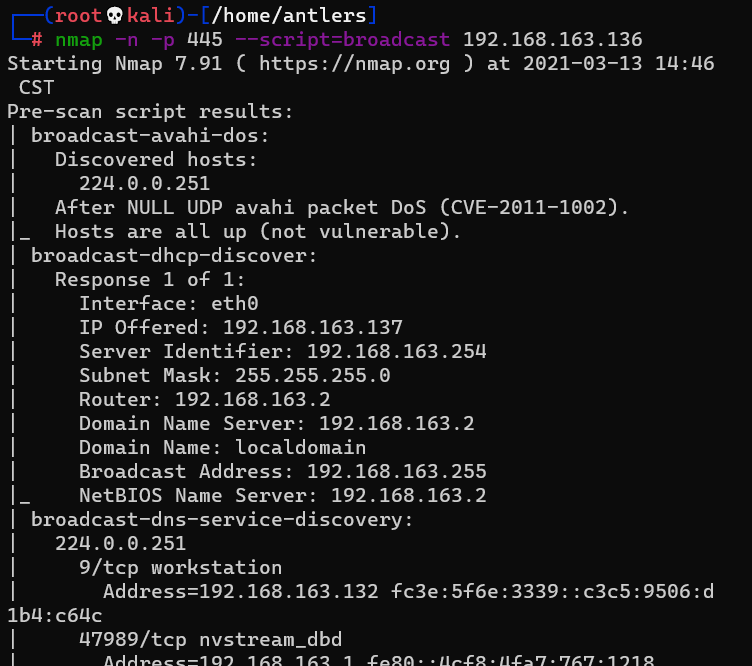 ┌──(root💀kali)-[/home/antlers]
└─# nmap -n -p 445 --script=broadcast 192.168.163.136
Starting Nmap 7.91 ( https://nmap.org ) at 2021-03-13 14:46
 CST
Pre-scan script results:
| broadcast-avahi-dos:
|   Discovered hosts:
|     224.0.0.251
|   After NULL UDP avahi packet DoS (CVE-2011-1002).
|_  Hosts are all up (not vulnerable).
| broadcast-dhcp-discover:
|   Response 1 of 1:
|     Interface: eth0
|     IP Offered: 192.168.163.137
|     Server Identifier: 192.168.163.254
|     Subnet Mask: 255.255.255.0
|     Router: 192.168.163.2
|     Domain Name Server: 192.168.163.2
|     Domain Name: localdomain
|     Broadcast Address: 192.168.163.255
|_    NetBIOS Name Server: 192.168.163.2
| broadcast-dns-service-discovery:
|   224.0.0.251
|     9/tcp workstation
|       Address=192.168.163.132 fc3e:5f6e:3339::c3c5:9506:d
1b4:c64c
|     47989/tcp nvstream_dbd
|       Address=192.168.163.1 fe80::4cf8:4fa7:767:1218